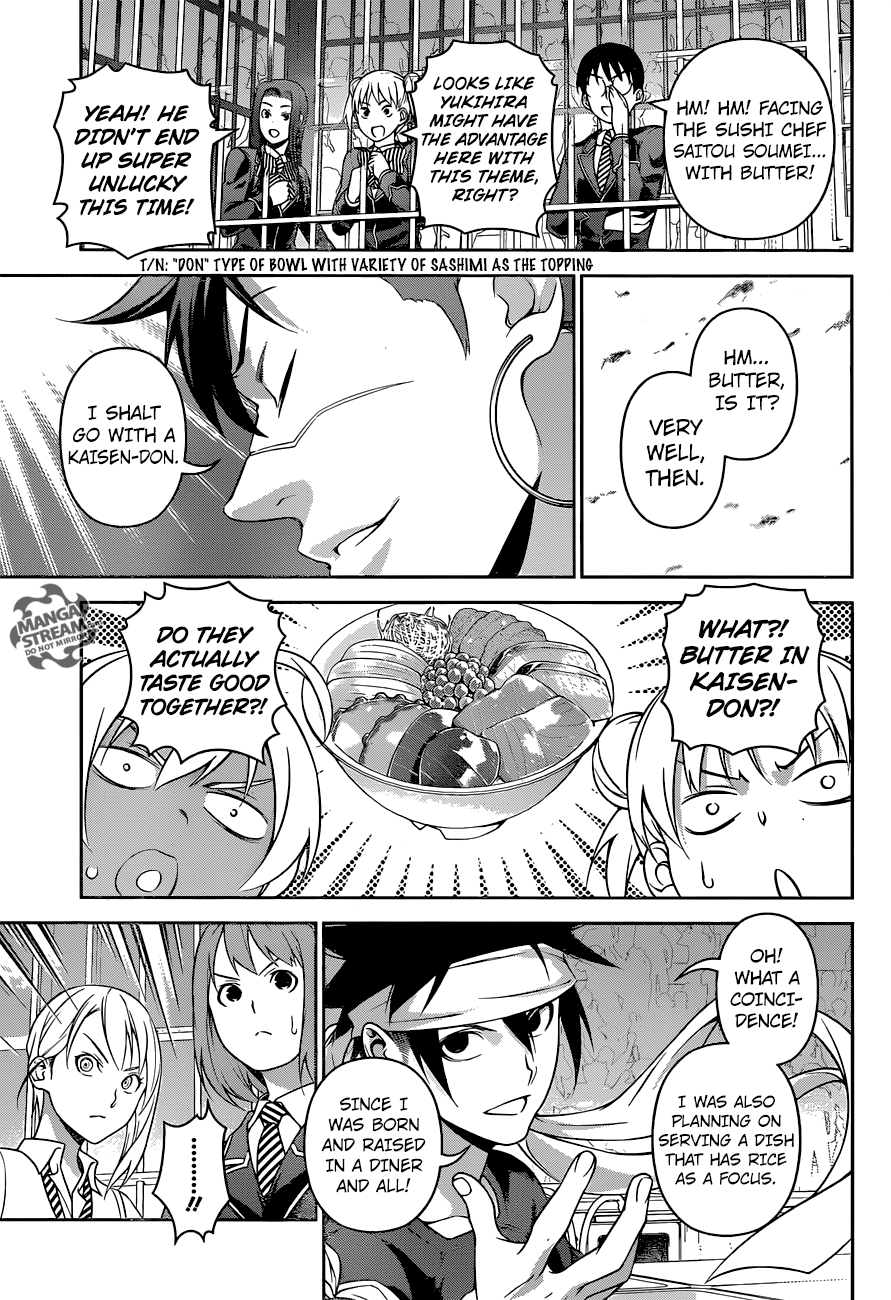 HM! HM! FACING
THE SUSHI CHEF
SAITOU SOUMEI...
WITH BUTTER!
LOOKS LIKE
YUKIHIRA
MIGHT HAVE
THE ADVANTAGE
HERE WITH
THIS THEME,
RIGHT?
YEAH! HE
DIDN'T END
UP SUPER
UNLUCKY
THIS TIME!
T/N: "DON" TYPE OF BOWL WITH VARIETY OF SASHIMI AS THE TOPPING
HM...
BUTTER,
IS IT?
VERY
WELL,
THEN.
I SHALT
GO WITH A
KAISEN-DON.
MANGA
STREAM
DO NOT MIRROR
WHAT?!
BUTTER IN
KAISEN-
DON?!
DO THEY
ACTUALLY
TASTE GOOD
TOGETHER?!
OH!
WHAT A
COINCI-
DENCE!
I WAS ALSO
PLANNING ON
SERVING A DISH
THAT HAS RICE
AS A FOCUS.
SINCE I
WAS BORN
AND RAISED
IN A DINER
AND ALL!
......!!